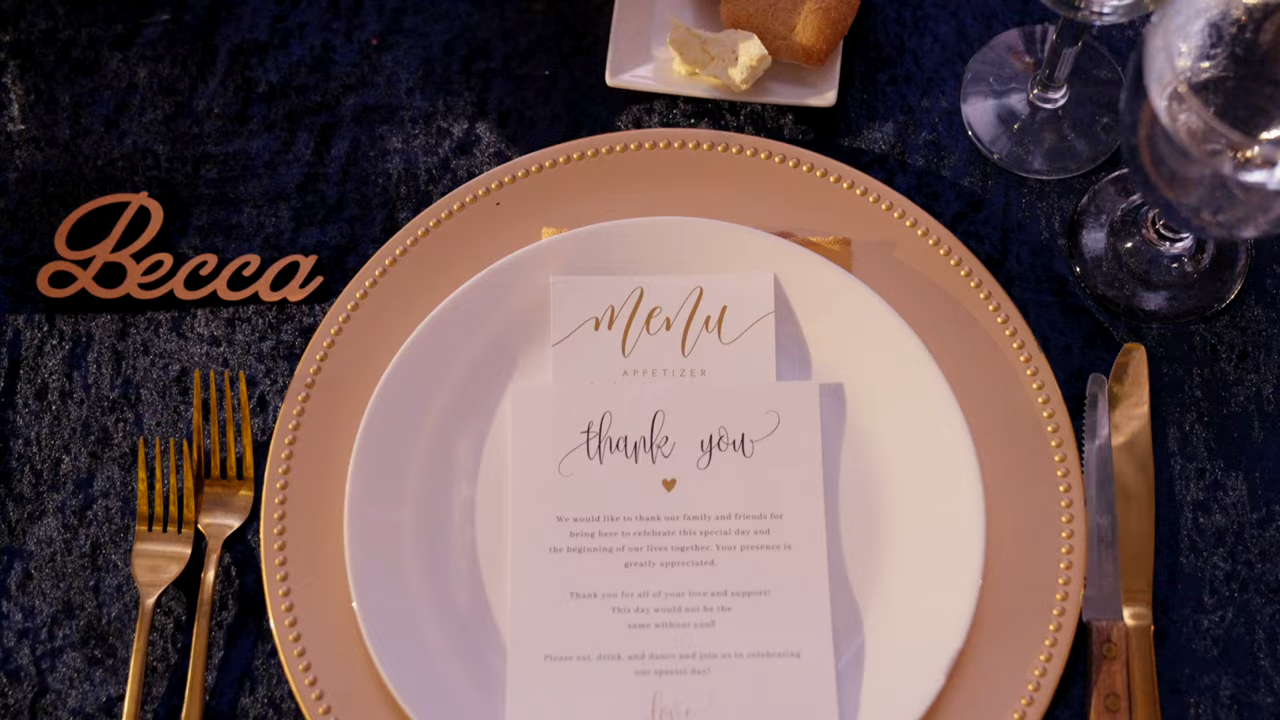 Becca
menu
APPETIZER
thank you
We would like to thank our family and friends for
being here to celebrate this special day and
the beginning of our lives together. Your presence is
greatly appreciated.
Thank you for all of your love and support!
This day would not be the
same without you!
Please eat, drink, and dance and join us in celebrating
our special day!
love